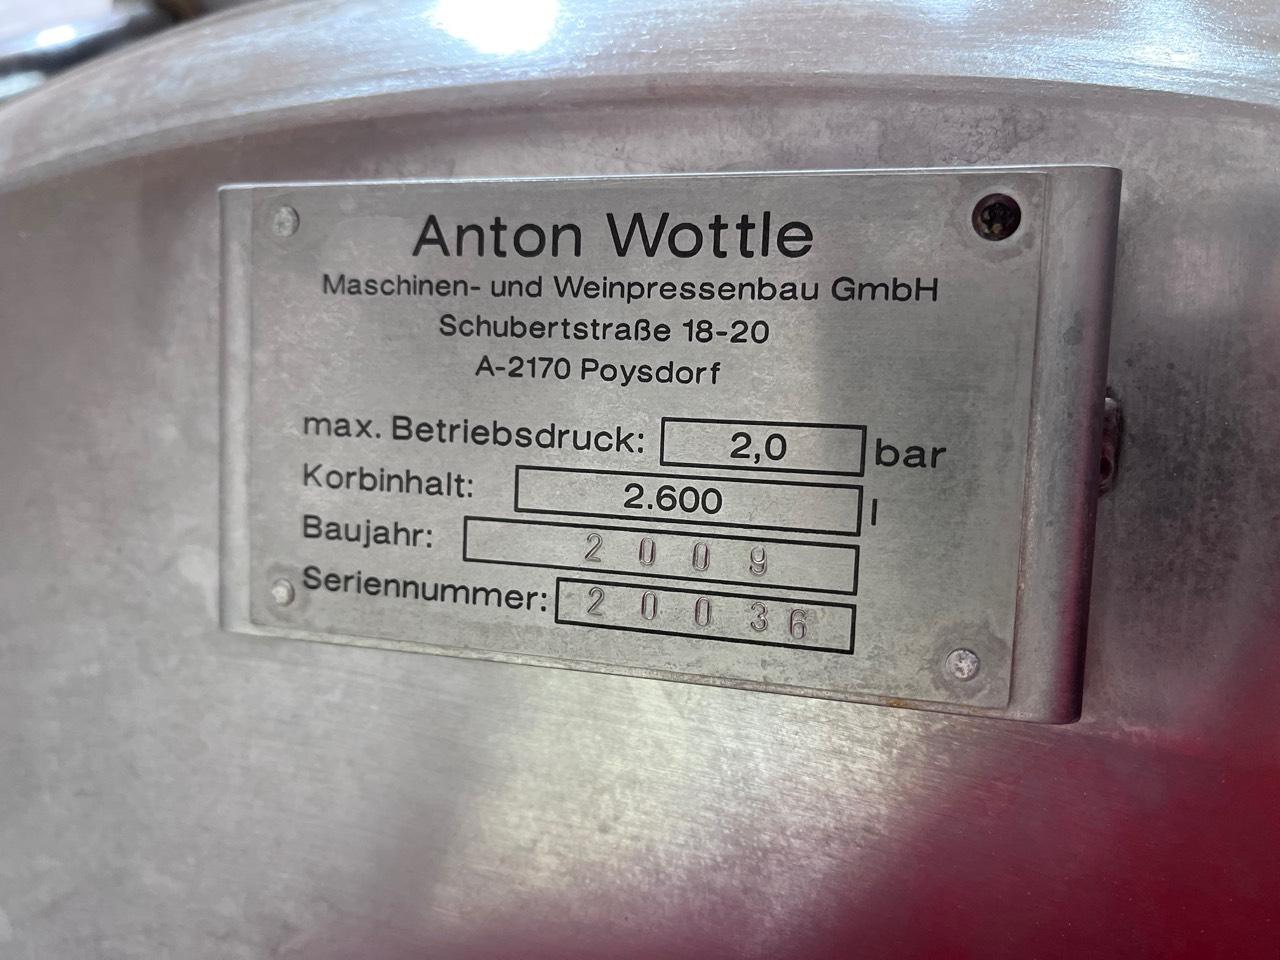 Anton Wottle
Maschinen- und Weinpressenbau GmbH
Schubertstraße 18-20
A-2170 Poysdorf
max. Betriebsdruck: 2,0 bar
Korbinhalt: 2.600 l
Baujahr: 2009
Seriennummer: 20036